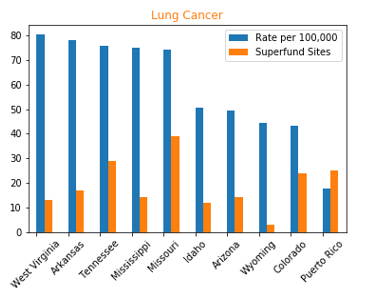 Lung Cancer
Rate per 100,000
Superfund Sites
80
70
60
50
40
30
20
10
0
West Virginia
Arkansas
Tennessee
Mississippi
Missouri
Idaho
Arizona
Wyoming
Colorado
Puerto Rico